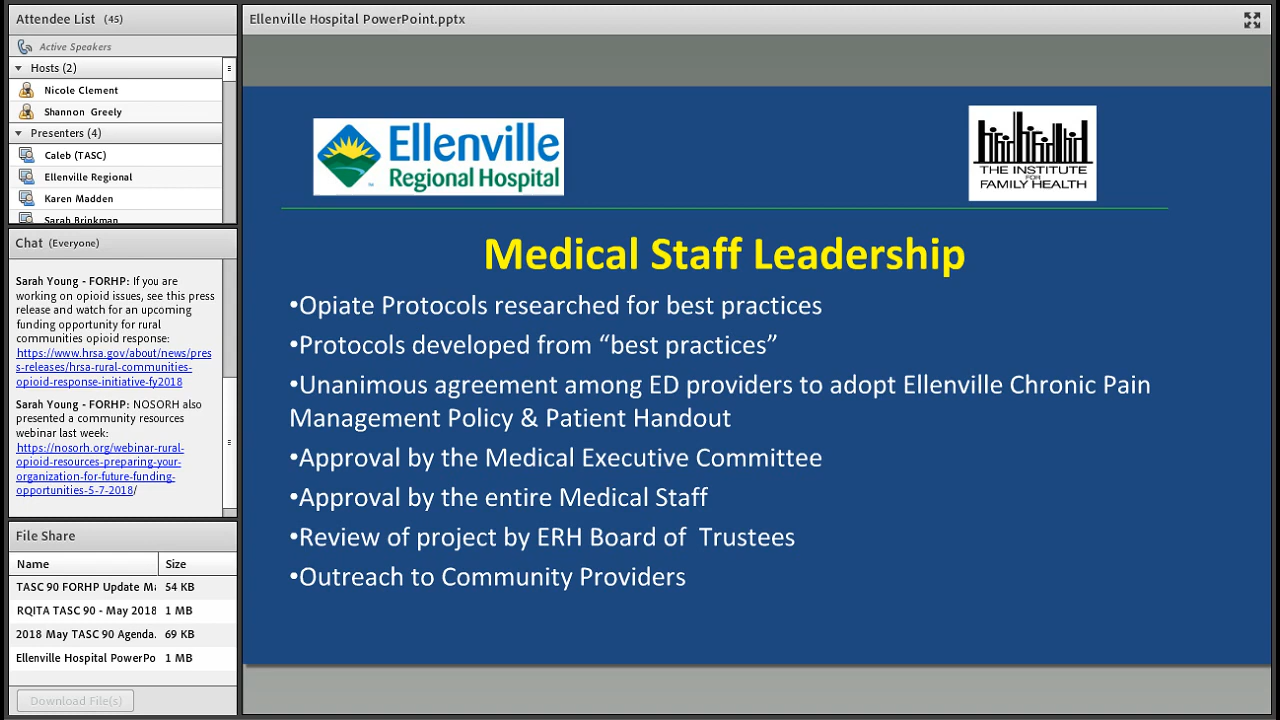 Attendee List (45)
Active Speakers
Hosts (2)
Nicole Clement
Shannon Greely
Presenters (4)
Caleb (TASC)
Ellenville Regional
Karen Madden
Sarah Brinkman
Chat (Everyone)
Sarah Young - FORHP: If you are
working on opioid issues, see this press
release and watch for an upcoming
funding opportunity for rural
communities opioid response:
https://www.hrsa.gov/about/news/pres
s-releases/hrsa-rural-communities-
opioid-response-initiative-fy2018
Sarah Young - FORHP: NOSORH also
presented a community resources
webinar last week:
https://nosorh.org/webinar-rural-
opioid-resources-preparing-your-
organization-for-future-funding-
opportunities-5-7-2018/
File Share
Name Size
TASC 90 FORHP Update Ma 54 KB
RQITA TASC 90 - May 2018 1 MB
2018 May TASC 90 Agenda. 69 KB
Ellenville Hospital PowerPo 1 MB
Download File(s)
Ellenville Hospital PowerPoint.pptx
Ellenville
Regional Hospital
THE INSTITUTE
FOR
FAMILY HEALTH
Medical Staff Leadership
•Opiate Protocols researched for best practices
•Protocols developed from “best practices”
•Unanimous agreement among ED providers to adopt Ellenville Chronic Pain
Management Policy & Patient Handout
•Approval by the Medical Executive Committee
•Approval by the entire Medical Staff
•Review of project by ERH Board of Trustees
•Outreach to Community Providers